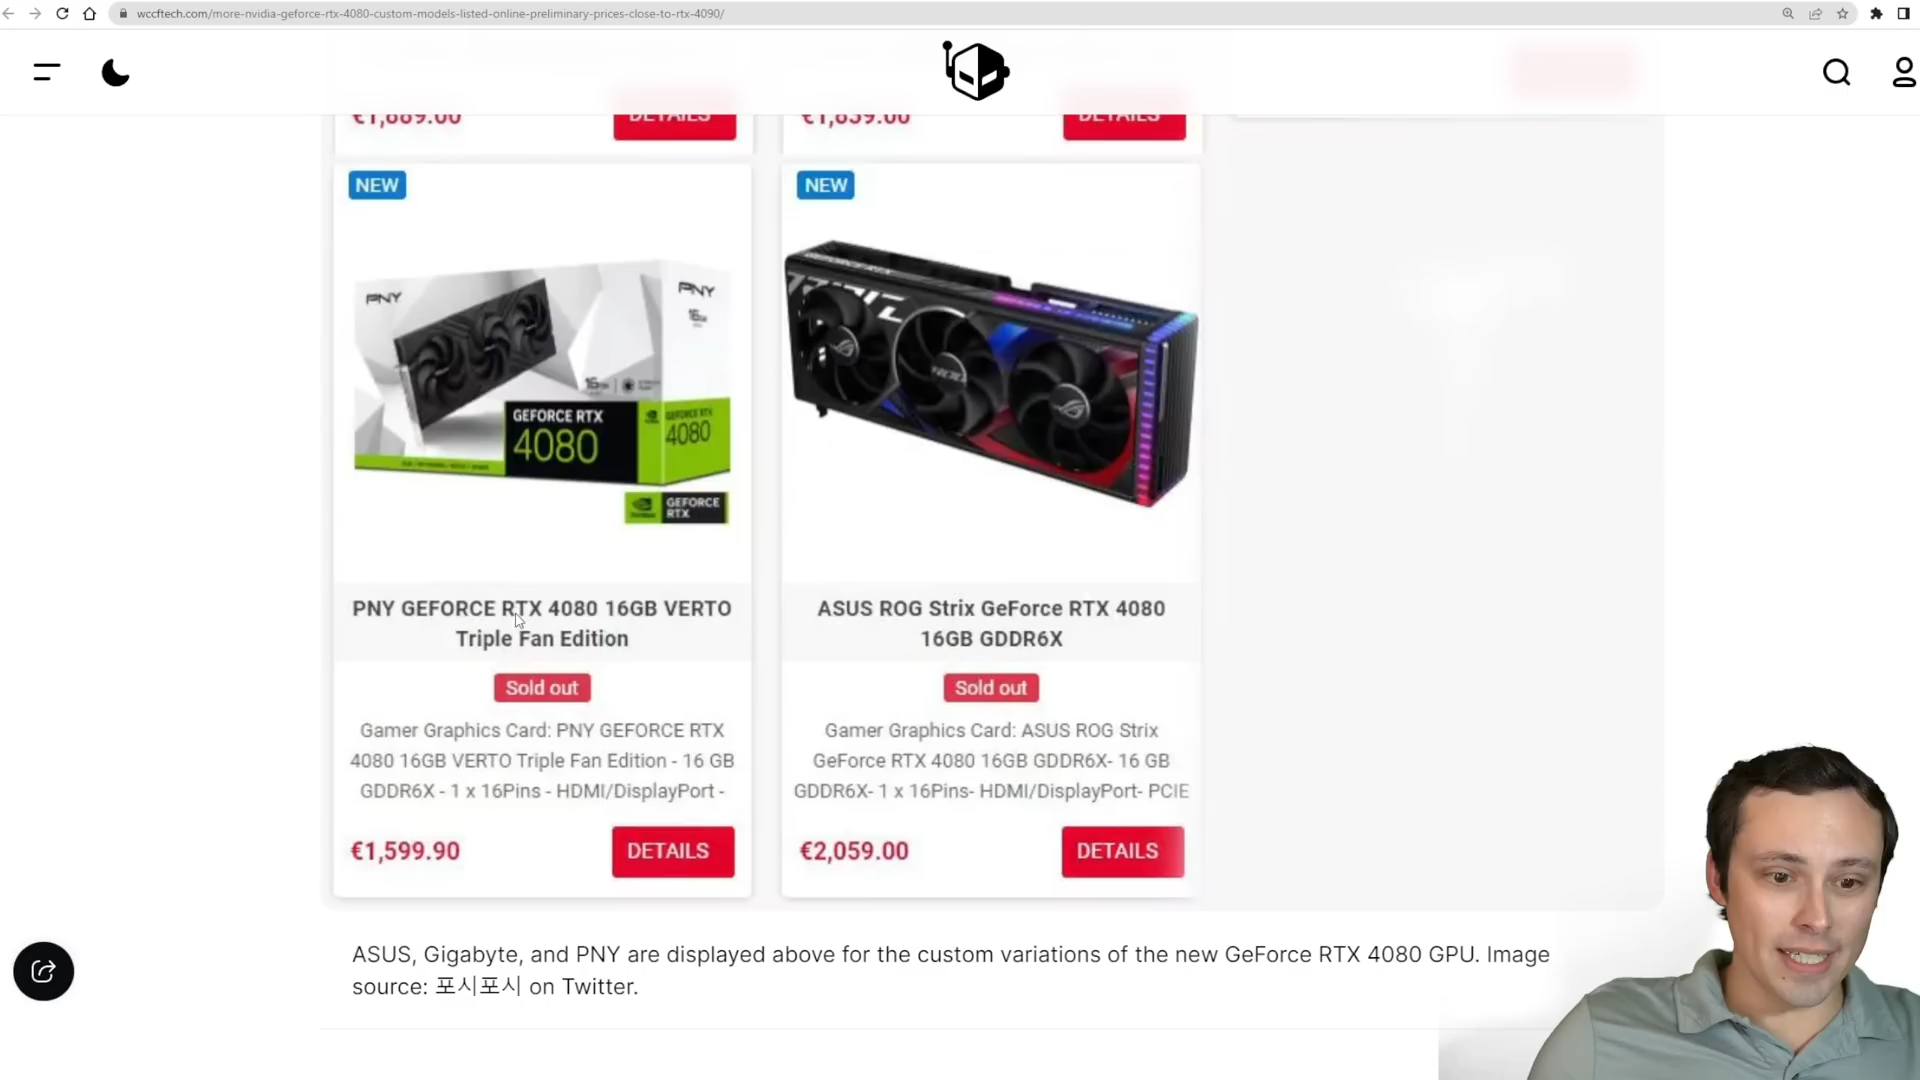 wccftech.com/more-nvidia-geforce-rtx-4080-custom-models-listed-online-preliminary-prices-close-to-rtx-4090/
DETAILS
DETAILS
NEW
NEW
PNY
PNY
16GB
GEFORCE RTX
4080
GEFORCE RTX
4080
GEFORCE
RTX
GEFORCE RTX
PNY GEFORCE RTX 4080 16GB VERTO
Triple Fan Edition
ASUS ROG Strix GeForce RTX 4080
16GB GDDR6X
Sold out
Sold out
Gamer Graphics Card: PNY GEFORCE RTX
4080 16GB VERTO Triple Fan Edition - 16 GB
GDDR6X - 1 x 16Pins - HDMI/DisplayPort -
Gamer Graphics Card: ASUS ROG Strix
GeForce RTX 4080 16GB GDDR6X- 16 GB
GDDR6X- 1 x 16Pins- HDMI/DisplayPort- PCIE
€1,599.90
DETAILS
€2,059.00
DETAILS
ASUS, Gigabyte, and PNY are displayed above for the custom variations of the new GeForce RTX 4080 GPU. Image
source: 포시포시 on Twitter.